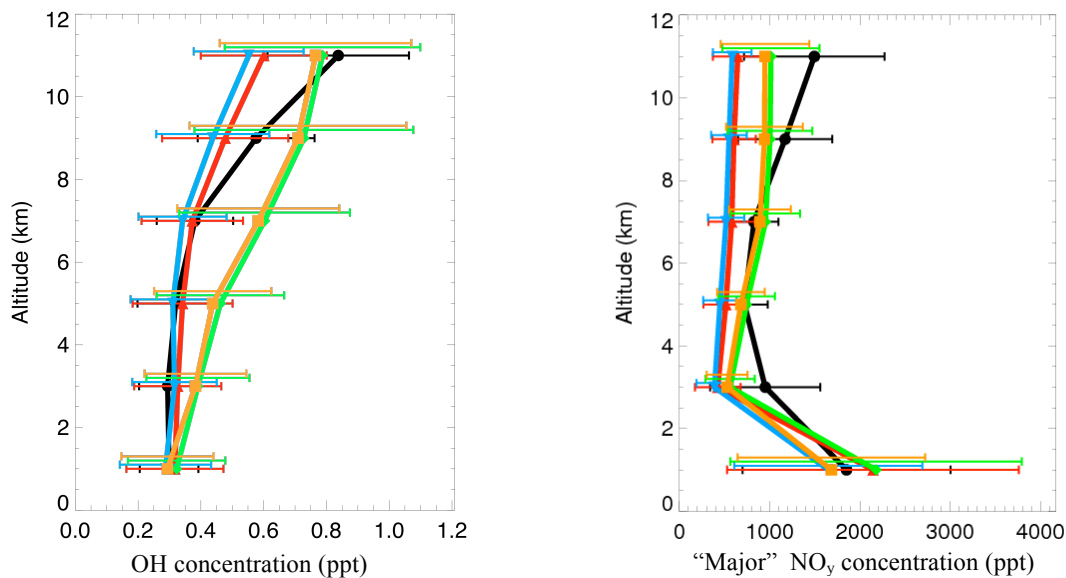 12
10
8
6
4
2
0
Altitude (km)
0.0 0.2 0.4 0.6 0.8 1.0 1.2
OH concentration (ppt)
12
10
8
6
4
2
0
Altitude (km)
0 1000 2000 3000 4000
“Major” NOy concentration (ppt)